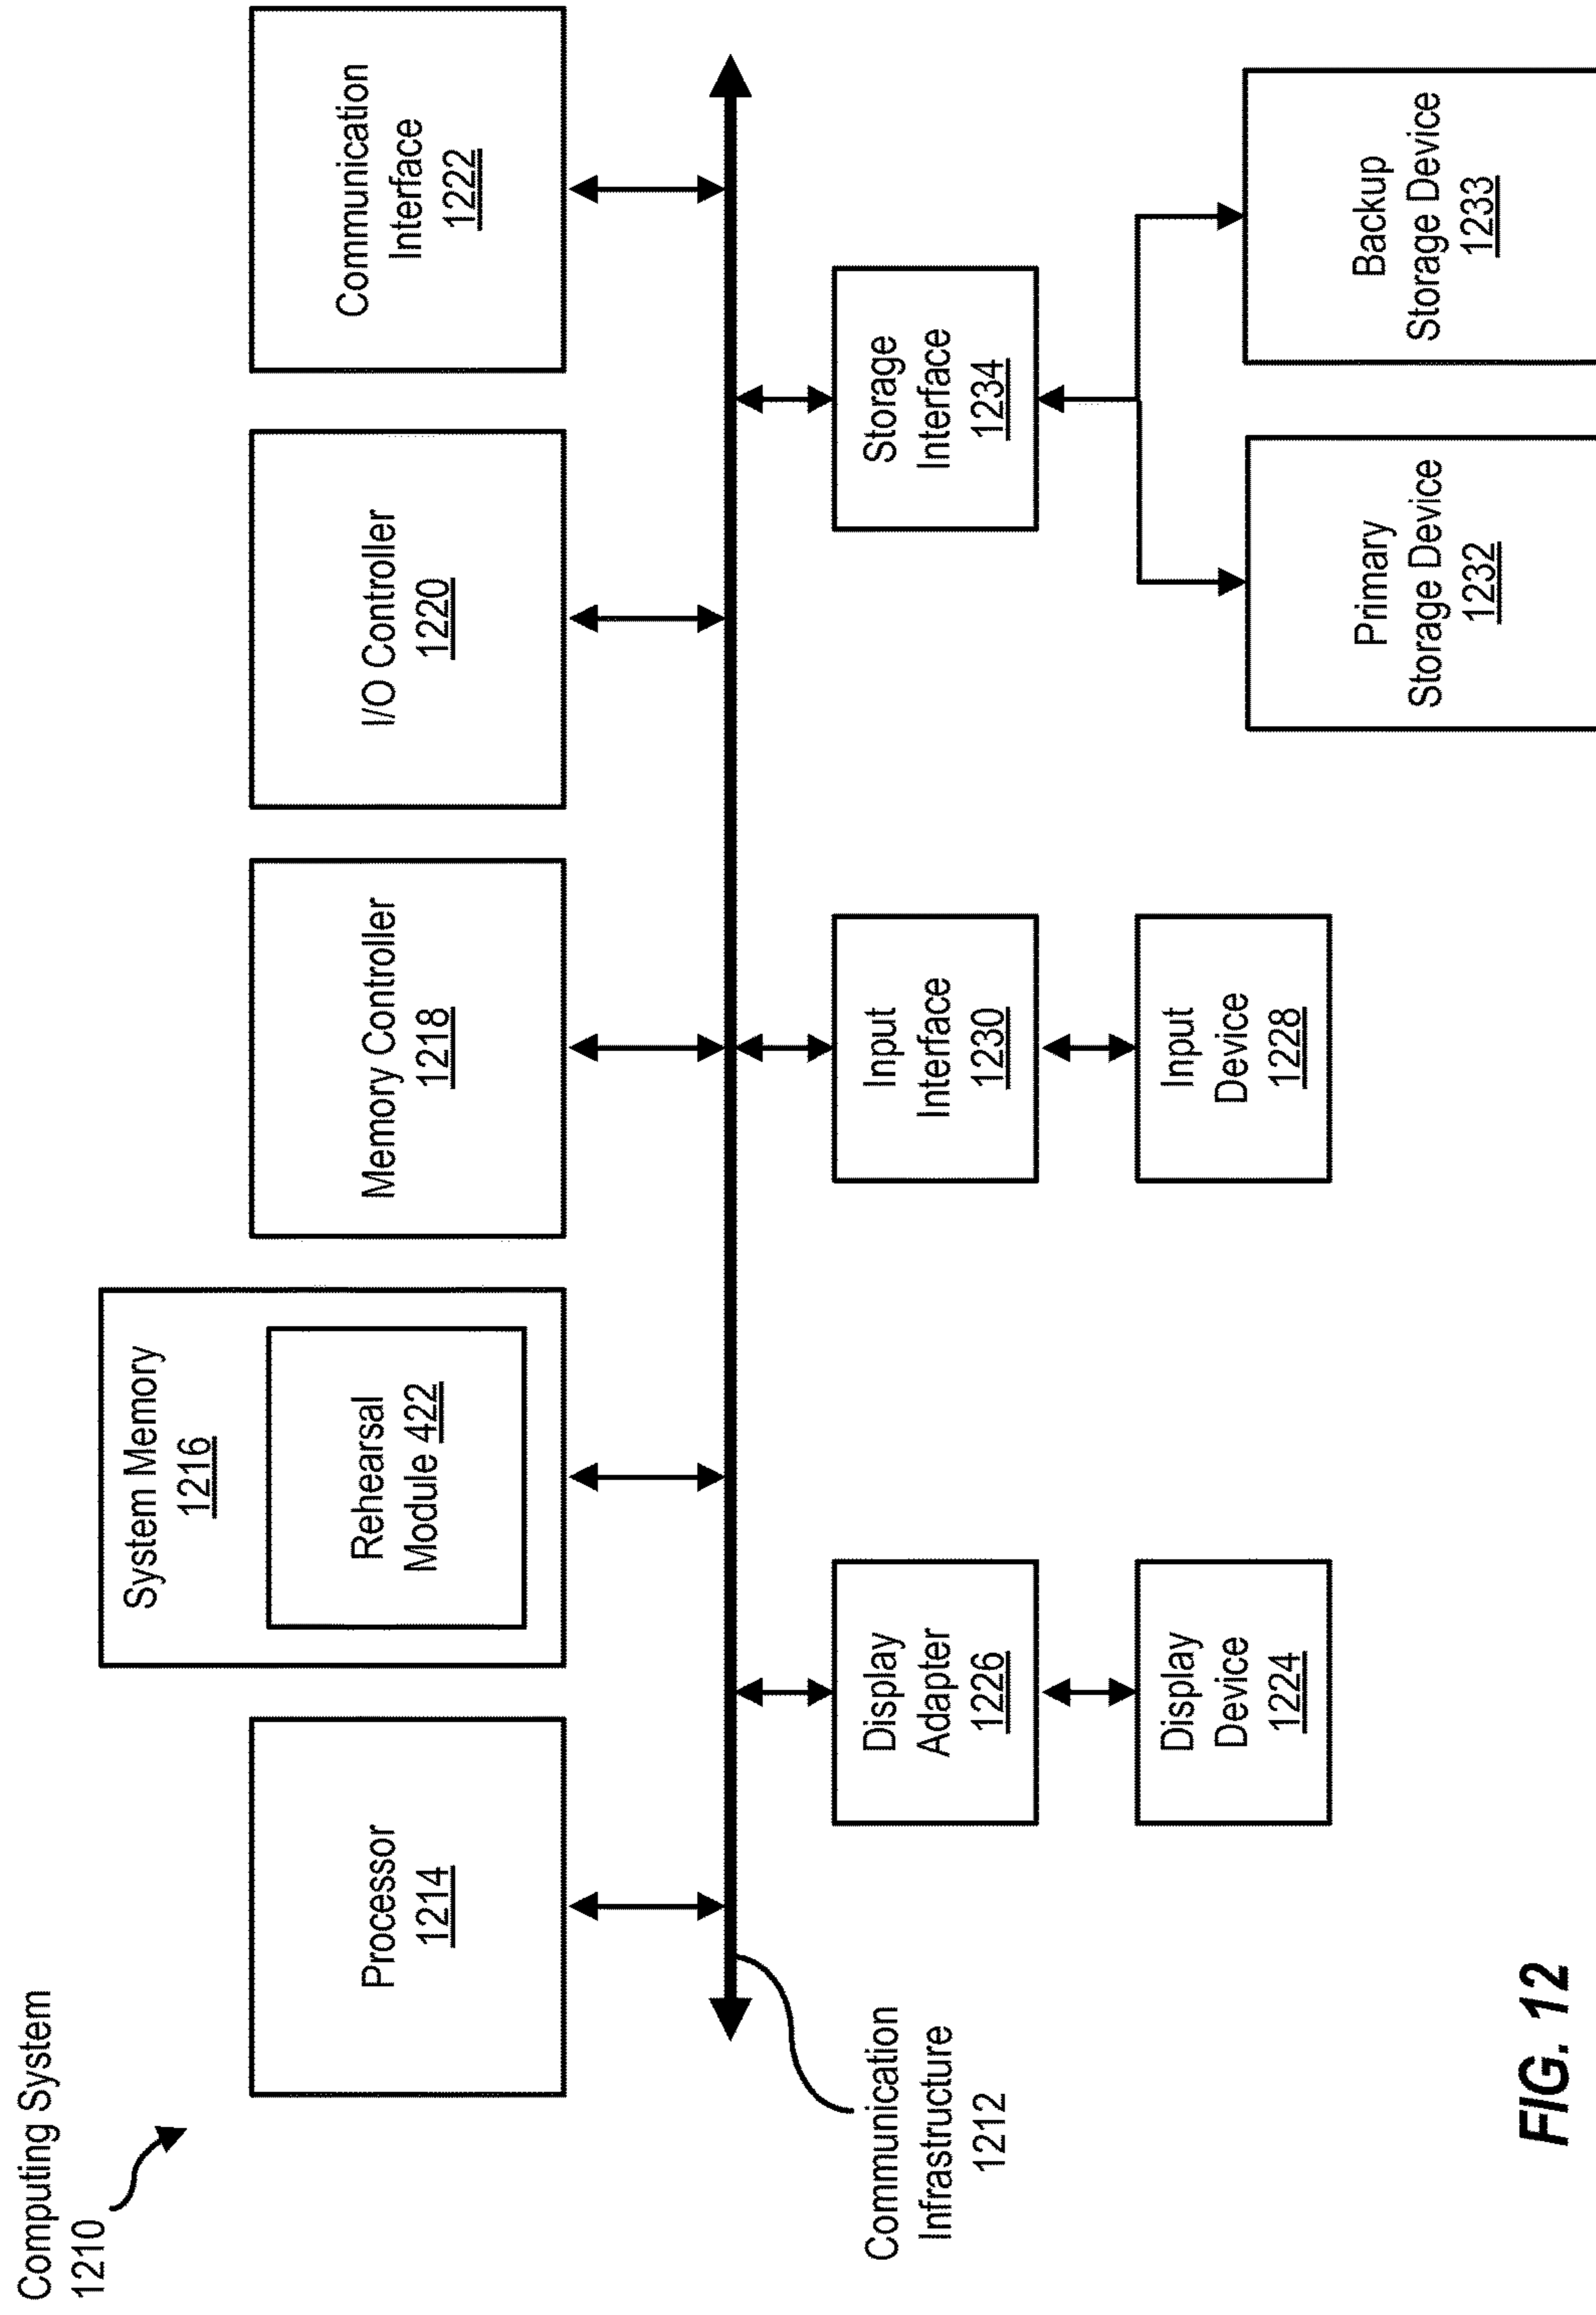 Computing System
1210
Processor
1214
System Memory
1216
Rehearsal
Module 422
Memory Controller
1218
I/O Controller
1220
Communication
Interface
1222
Communication
Infrastructure
1212
Display
Adapter
1226
Input
Interface
1230
Storage
Interface
1234
Display
Device
1224
Input
Device
1228
Primary
Storage Device
1232
Backup
Storage Device
1233
FIG. 12